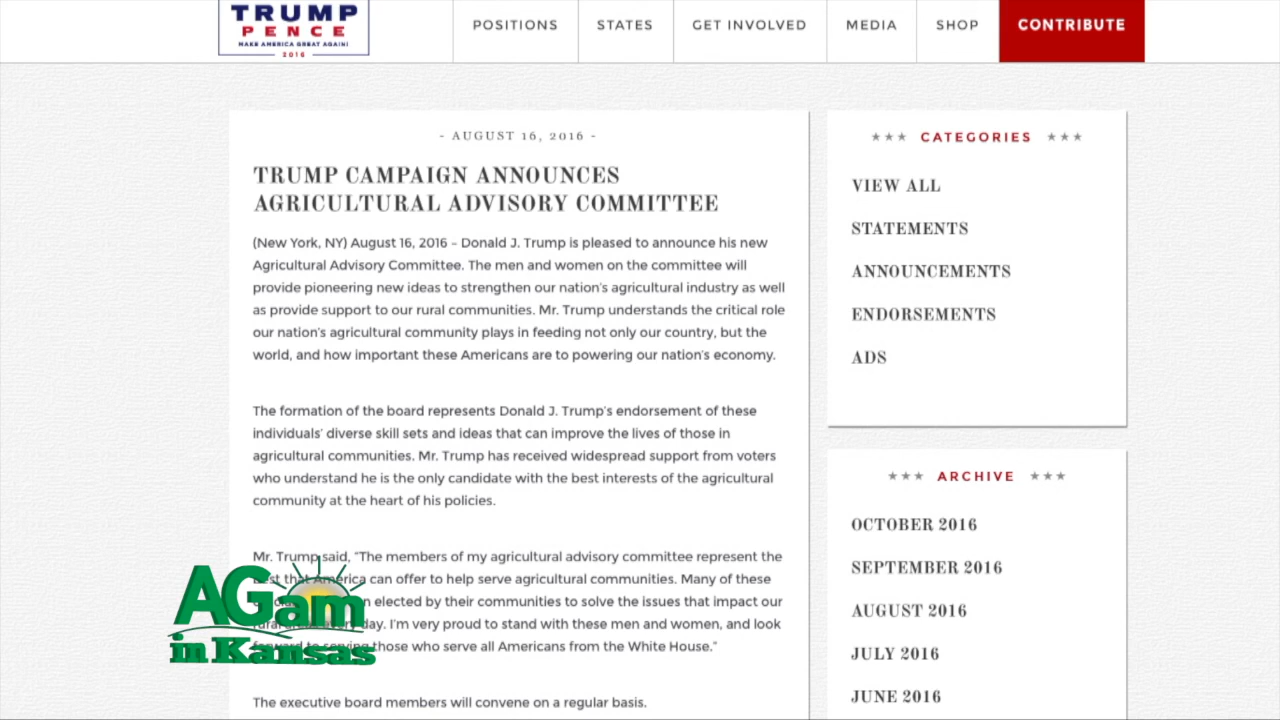 TRUMP
PENCE
MAKE AMERICA GREAT AGAIN!
2016
POSITIONS
STATES
GET INVOLVED
MEDIA
SHOP
CONTRIBUTE
- AUGUST 16, 2016 -
TRUMP CAMPAIGN ANNOUNCES
AGRICULTURAL ADVISORY COMMITTEE
(New York, NY) August 16, 2016 – Donald J. Trump is pleased to announce his new
Agricultural Advisory Committee. The men and women on the committee will
provide pioneering new ideas to strengthen our nation's agricultural industry as well
as provide support to our rural communities. Mr. Trump understands the critical role
our nation's agricultural community plays in feeding not only our country, but the
world, and how important these Americans are to powering our nation's economy.
The formation of the board represents Donald J. Trump's endorsement of these
individuals' diverse skill sets and ideas that can improve the lives of those in
agricultural communities. Mr. Trump has received widespread support from voters
who understand he is the only candidate with the best interests of the agricultural
community at the heart of his policies.
Mr. Trump said, "The members of my agricultural advisory committee represent the
best that America can offer to help serve agricultural communities. Many of these
elected by their communities to solve the issues that impact our
day. I'm very proud to stand with these men and women, and look
forward to serving those who serve all Americans from the White House."
The executive board members will convene on a regular basis.
AGam
in Kansas
CATEGORIES
VIEW ALL
STATEMENTS
ANNOUNCEMENTS
ENDORSEMENTS
ADS
ARCHIVE
OCTOBER 2016
SEPTEMBER 2016
AUGUST 2016
JULY 2016
JUNE 2016